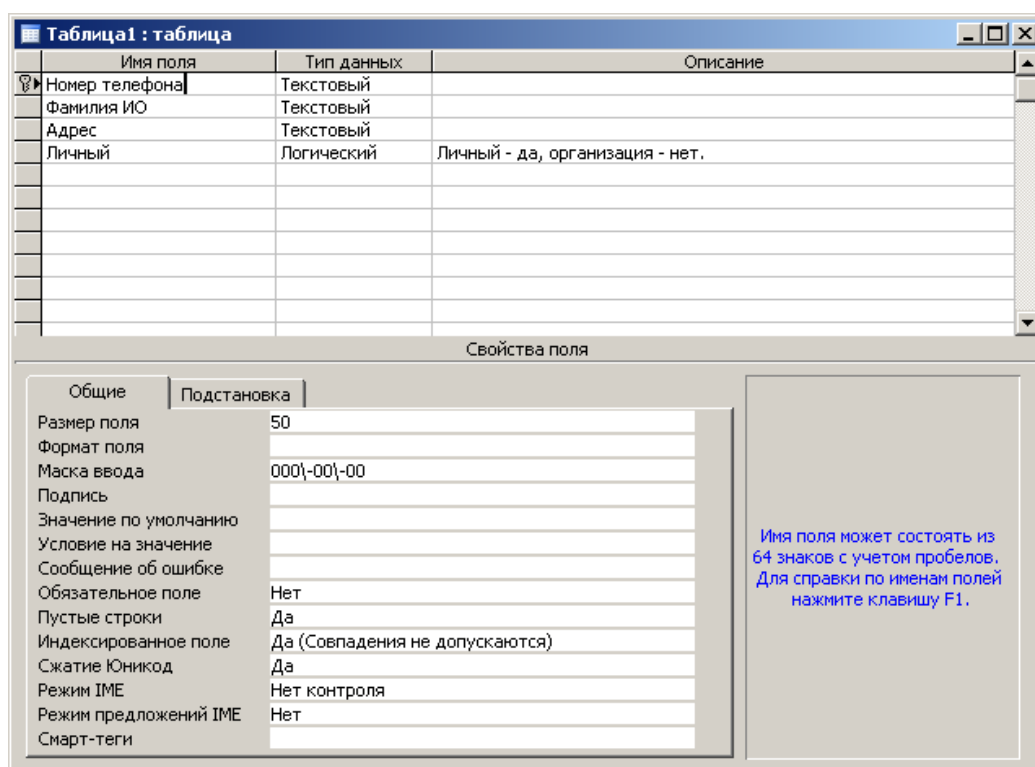 Таблица1 : таблица
Имя поля Тип данных Описание
Номер телефона Текстовый
Фамилия ИО Текстовый
Адрес Текстовый
Личный Логический Личный - да, организация - нет.
Свойства поля
Общие Подстановка
Размер поля 50
Формат поля
Маска ввода 000\-00\-00
Подпись
Значение по умолчанию
Условие на значение
Сообщение об ошибке
Обязательное поле Нет
Пустые строки Да
Индексированное поле Да (Совпадения не допускаются)
Сжатие Юникод Да
Режим IME Нет контроля
Режим предложений IME Нет
Смарт-теги
Имя поля может состоять из
64 знаков с учетом пробелов.
Для справки по именам полей
нажмите клавишу F1.